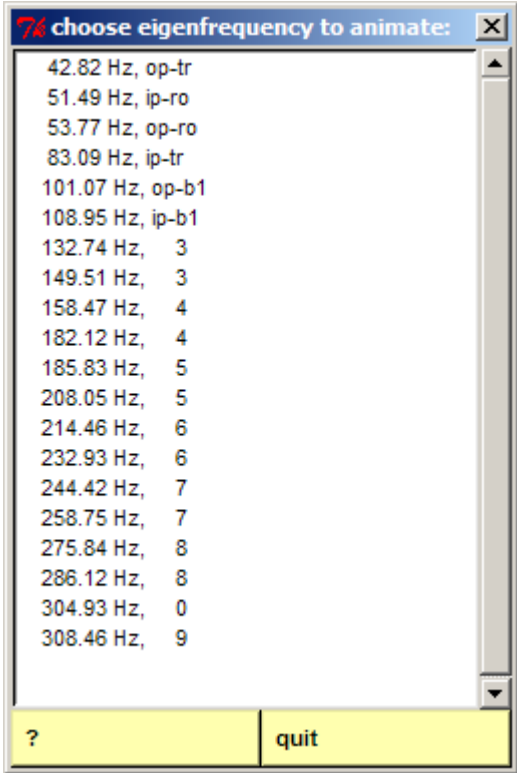 choose eigenfrequency to animate:
42.82 Hz, op-tr
51.49 Hz, ip-ro
53.77 Hz, op-ro
83.09 Hz, ip-tr
101.07 Hz, op-b1
108.95 Hz, ip-b1
132.74 Hz, 3
149.51 Hz, 3
158.47 Hz, 4
182.12 Hz, 4
185.83 Hz, 5
208.05 Hz, 5
214.46 Hz, 6
232.93 Hz, 6
244.42 Hz, 7
258.75 Hz, 7
275.84 Hz, 8
286.12 Hz, 8
304.93 Hz, 0
308.46 Hz, 9
? quit